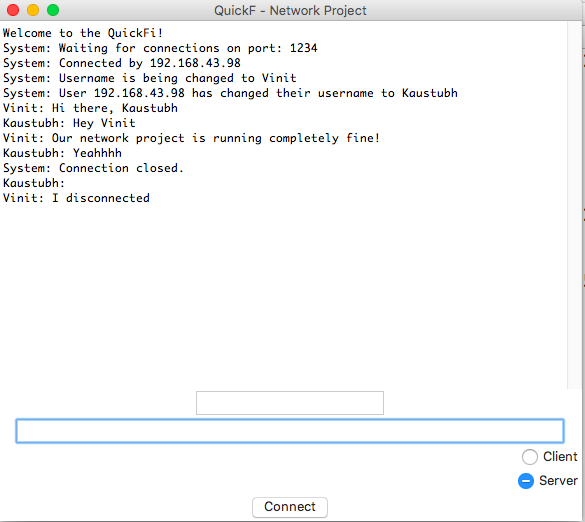 QuickF - Network Project
Welcome to the QuickFi!
System: Waiting for connections on port: 1234
System: Connected by 192.168.43.98
System: Username is being changed to Vinit
System: User 192.168.43.98 has changed their username to Kaustubh
Vinit: Hi there, Kaustubh
Kaustubh: Hey Vinit
Vinit: Our network project is running completely fine!
Kaustubh: Yeahhhh
System: Connection closed.
Kaustubh:
Vinit: I disconnected
Client
Server
Connect